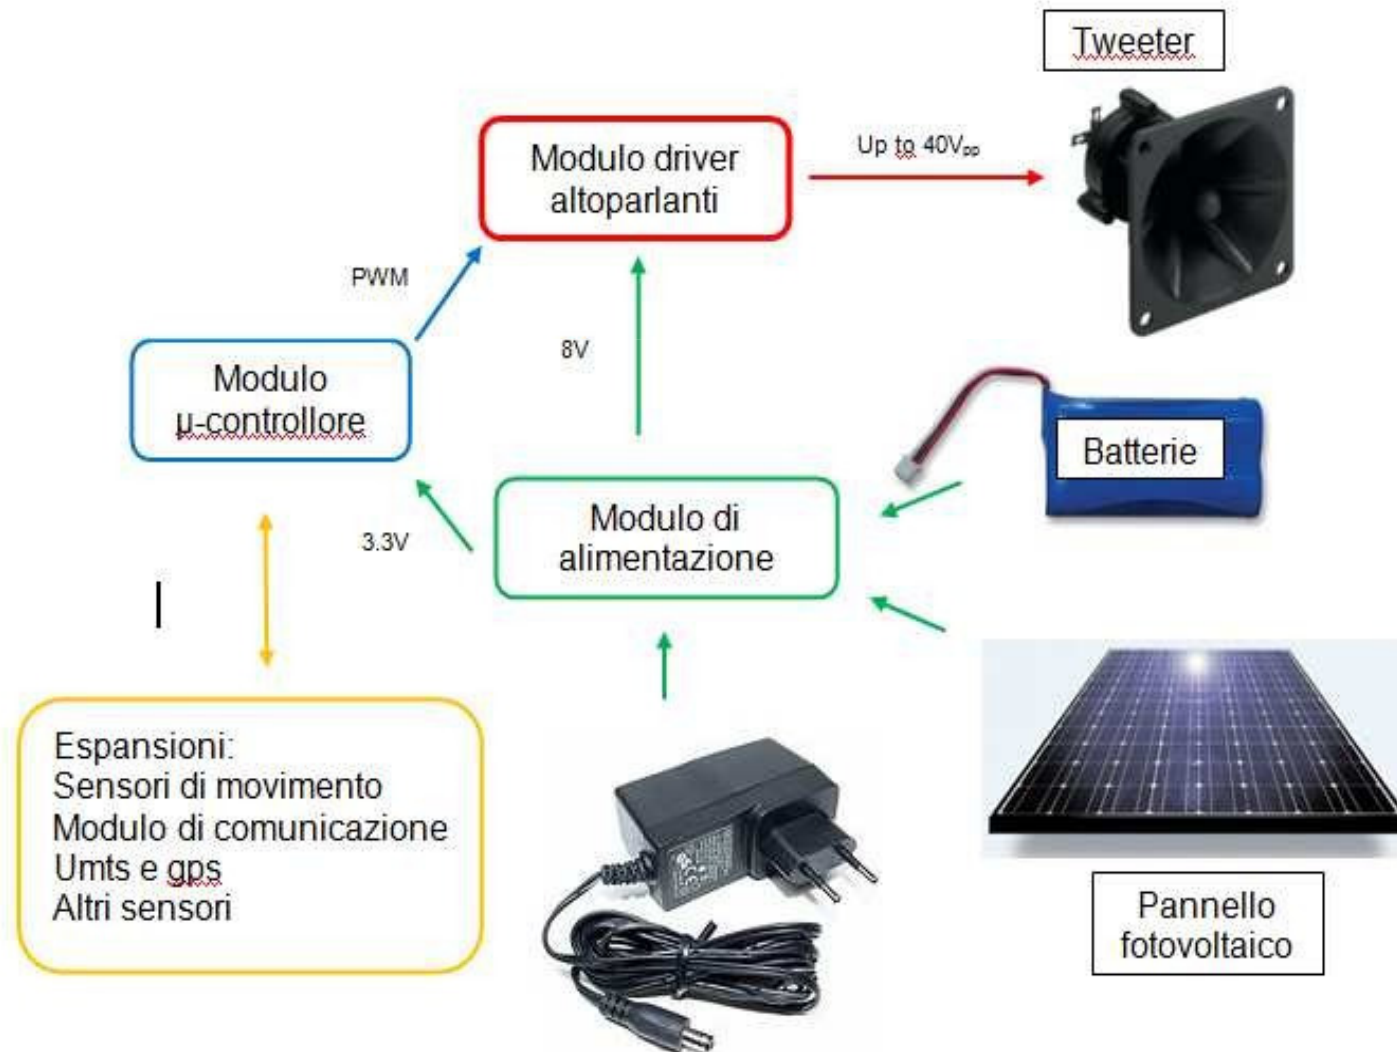 Tweeter
Modulo driver
altoparlanti
Up to 40Vpp
PWM
8V
Modulo
µ-controllore
Batterie
3.3V
Modulo di
alimentazione
Espansioni:
Sensori di movimento
Modulo di comunicazione
Umts e gps
Altri sensori
Pannello
fotovoltaico